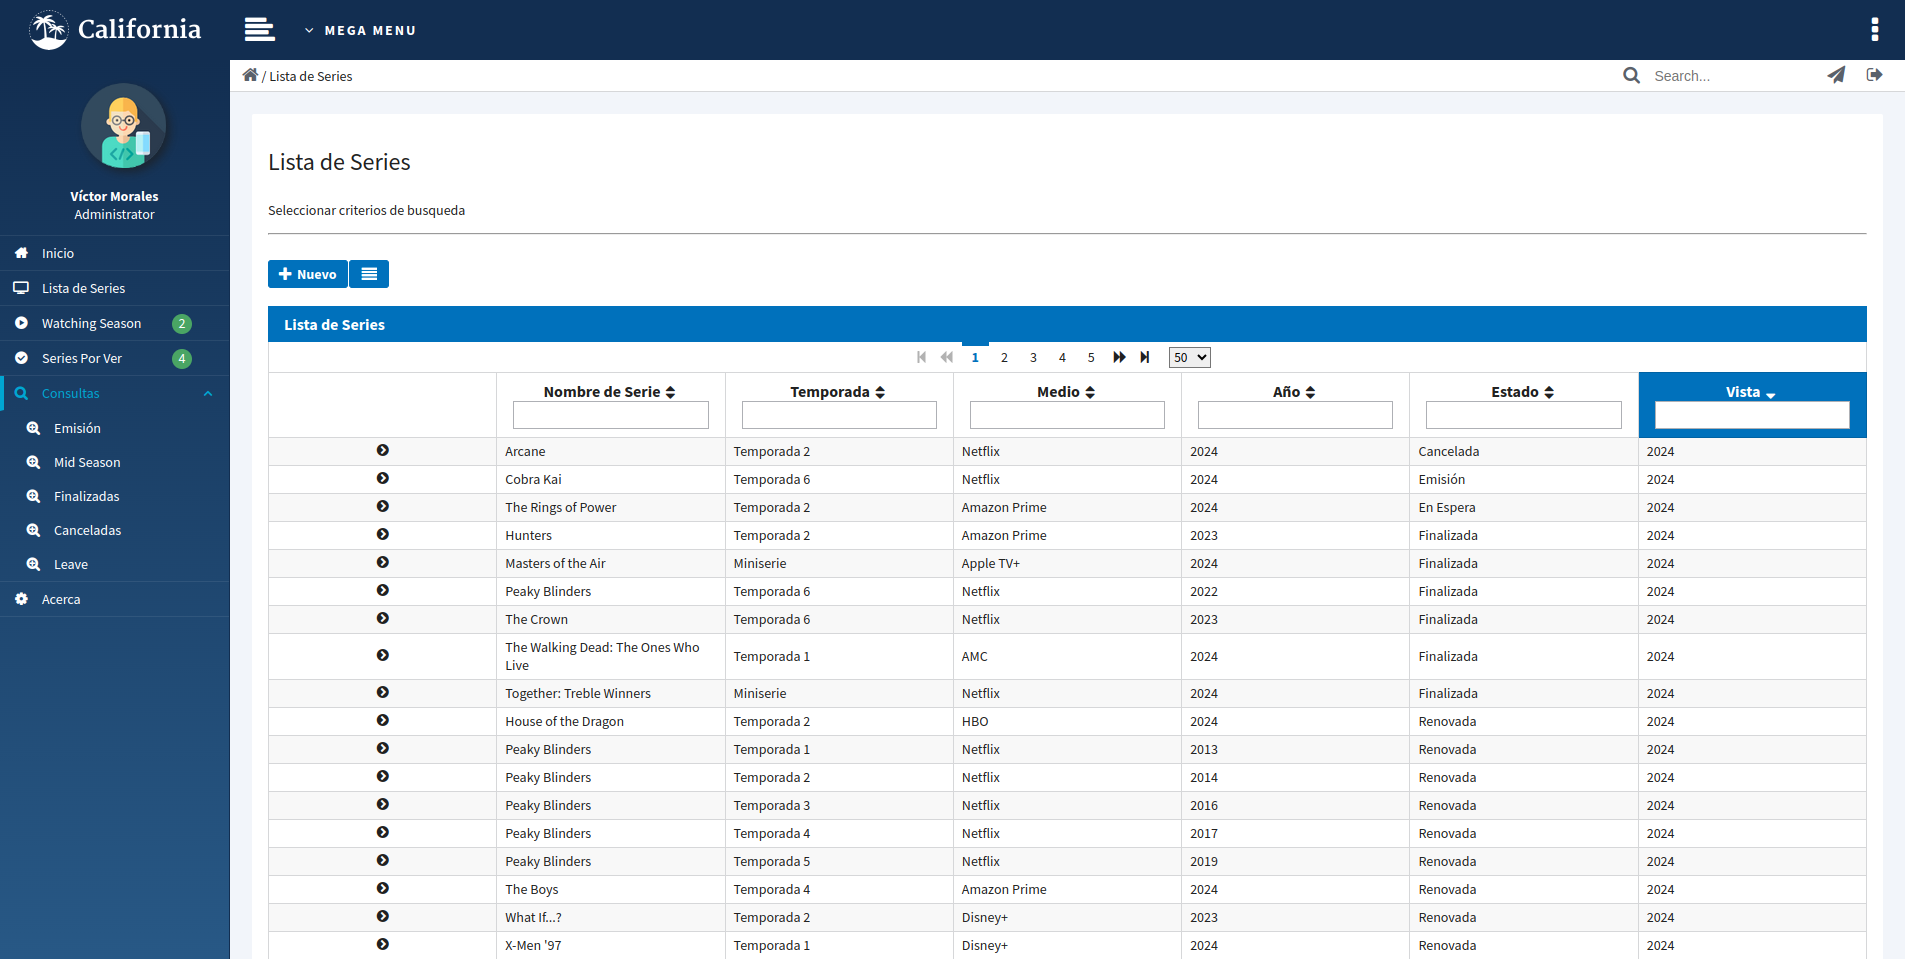 California
MEGA MENU
/ Lista de Series
Search...
Víctor Morales
Administrator
Inicio
Lista de Series
Watching Season 2
Series Por Ver 4
Consultas
Emisión
Mid Season
Finalizadas
Canceladas
Leave
Acerca
Lista de Series
Seleccionar criterios de busqueda
Nuevo
Lista de Series
1 2 3 4 5 50
Nombre de Serie Temporada Medio Año Estado Vista
Arcane Temporada 2 Netflix 2024 Cancelada 2024
Cobra Kai Temporada 6 Netflix 2024 Emisión 2024
The Rings of Power Temporada 2 Amazon Prime 2024 En Espera 2024
Hunters Temporada 2 Amazon Prime 2023 Finalizada 2024
Masters of the Air Miniserie Apple TV+ 2024 Finalizada 2024
Peaky Blinders Temporada 6 Netflix 2022 Finalizada 2024
The Crown Temporada 6 Netflix 2023 Finalizada 2024
The Walking Dead: The Ones Who
Live Temporada 1 AMC 2024 Finalizada 2024
Together: Treble Winners Miniserie Netflix 2024 Finalizada 2024
House of the Dragon Temporada 2 HBO 2024 Renovada 2024
Peaky Blinders Temporada 1 Netflix 2013 Renovada 2024
Peaky Blinders Temporada 2 Netflix 2014 Renovada 2024
Peaky Blinders Temporada 3 Netflix 2016 Renovada 2024
Peaky Blinders Temporada 4 Netflix 2017 Renovada 2024
Peaky Blinders Temporada 5 Netflix 2019 Renovada 2024
The Boys Temporada 4 Amazon Prime 2024 Renovada 2024
What If...? Temporada 2 Disney+ 2023 Renovada 2024
X-Men '97 Temporada 1 Disney+ 2024 Renovada 2024